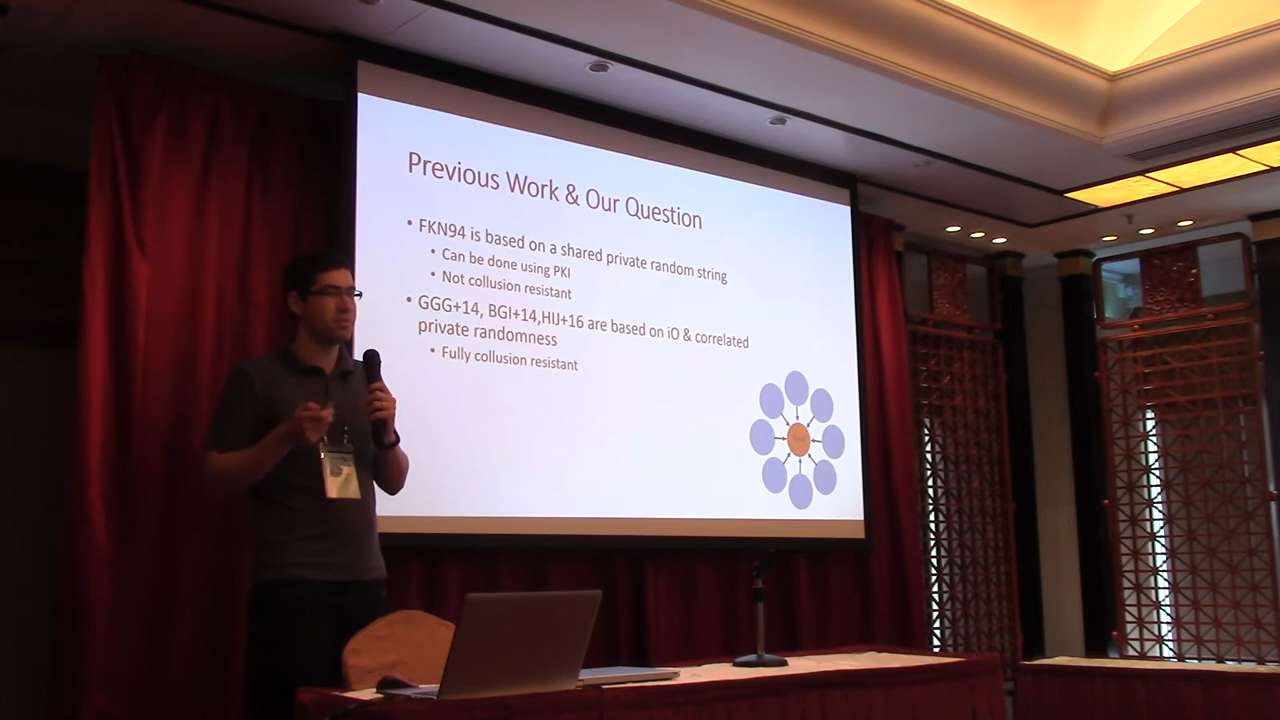 Previous Work & Our Question
• FKN94 is based on a shared private random string
• Can be done using PKI
• Not collusion resistant
• GGG+14, BGI+14,HIJ+16 are based on iO & correlated
private randomness
• Fully collusion resistant